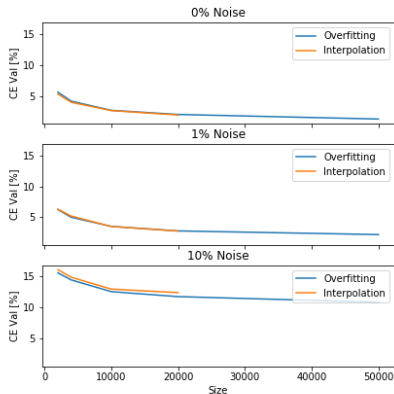 0% Noise
CE Val [%]
15
10
5
Overfitting
Interpolation
1% Noise
CE Val [%]
15
10
5
Overfitting
Interpolation
10% Noise
CE Val [%]
15
10
5
Overfitting
Interpolation
0 10000 20000 30000 40000 50000
Size